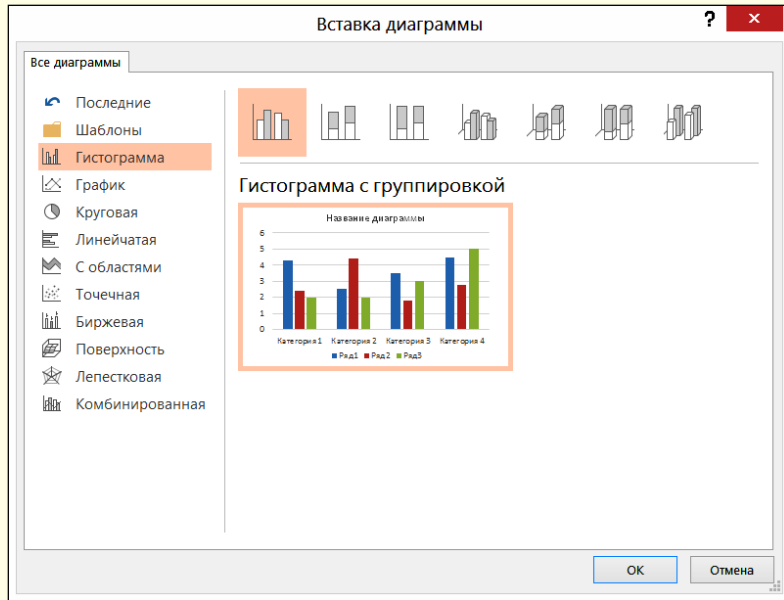 Вставка диаграммы
?
Все диаграммы
Последние
Шаблоны
Гистограмма
График
Круговая
Линейчатая
С областями
Точечная
Биржевая
Поверхность
Лепестковая
Комбинированная
Гистограмма с группировкой
Название диаграммы
6
5
4
3
2
1
0
Категория 1 Категория 2 Категория 3 Категория 4
Ряд1 Ряд2 Ряд3
ОК Отмена